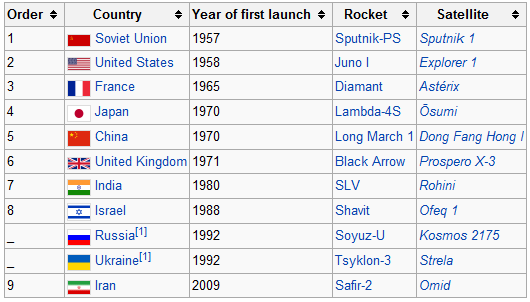 Order Country Year of first launch Rocket Satellite
1 Soviet Union 1957 Sputnik-PS Sputnik 1
2 United States 1958 Juno I Explorer 1
3 France 1965 Diamant Astérix
4 Japan 1970 Lambda-4S Ōsumi
5 China 1970 Long March 1 Dong Fang Hong I
6 United Kingdom 1971 Black Arrow Prospero X-3
7 India 1980 SLV Rohini
8 Israel 1988 Shavit Ofeq 1
_ Russia[1] 1992 Soyuz-U Kosmos 2175
_ Ukraine[1] 1992 Tsyklon-3 Strela
9 Iran 2009 Safir-2 Omid